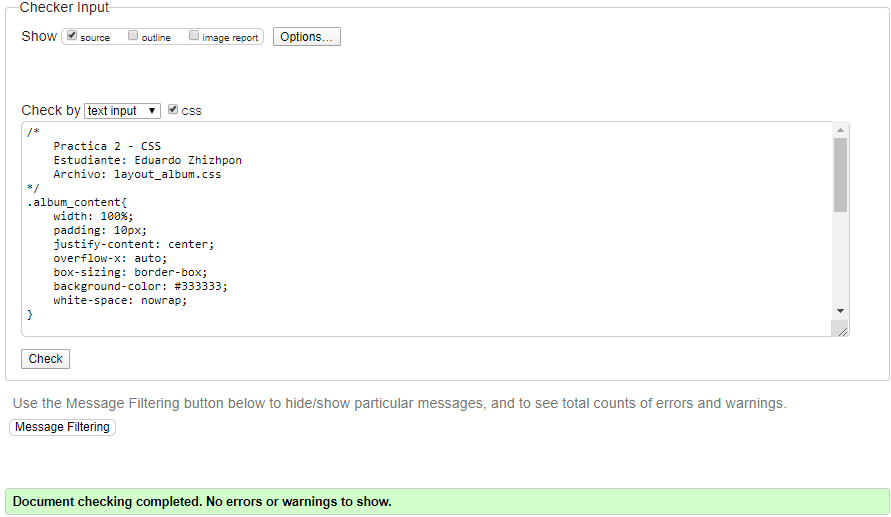 Checker Input
Show source outline image report Options...
Check by text input css
/*
    Practica 2 - CSS
    Estudiante: Eduardo Zhizhpon
    Archivo: layout_album.css
*/
.album_content{
    width: 100%;
    padding: 10px;
    justify-content: center;
    overflow-x: auto;
    box-sizing: border-box;
    background-color: #333333;
    white-space: nowrap;
}
Check
Use the Message Filtering button below to hide/show particular messages, and to see total counts of errors and warnings.
Message Filtering
Document checking completed. No errors or warnings to show.